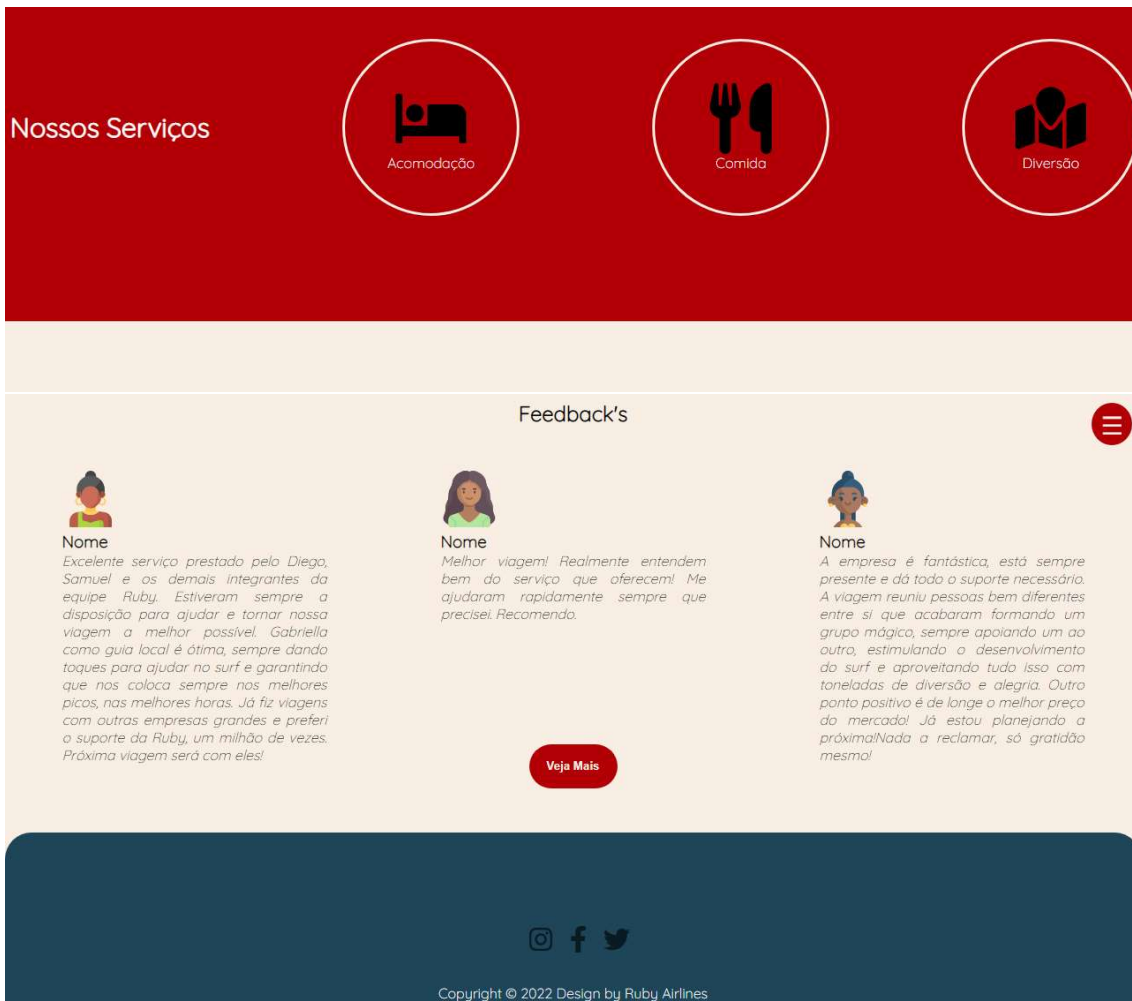 Nossos Serviços
Acomodação
Comida
Diversão
Feedback's
Nome
Excelente serviço prestado pelo Diego,
Samuel e os demais integrantes da
equipe Ruby. Estiveram sempre a
disposição para ajudar e tornar nossa
viagem a melhor possível. Gabriella
como guia local é ótima, sempre dando
toques para ajudar no surf e garantindo
que nos coloca sempre nos melhores
picos, nas melhores horas. Já fiz viagens
com outras empresas grandes e preferi
o suporte da Ruby, um milhão de vezes.
Próxima viagem será com eles!
Nome
Melhor viagem! Realmente entendem
bem do serviço que oferecem! Me
ajudaram rapidamente sempre que
precisei. Recomendo.
Nome
A empresa é fantástica, está sempre
presente e dá todo o suporte necessário.
A viagem reuniu pessoas bem diferentes
entre si que acabaram formando um
grupo mágico, sempre apoiando um ao
outro, estimulando o desenvolvimento
do surf e aproveitando tudo isso com
toneladas de diversão e alegria. Outro
ponto positivo é de longe o melhor preço
do mercado! Já estou planejando a
próxima!Nada a reclamar, só gratidão
mesmo!
Veja Mais
Copyright © 2022 Design by Ruby Airlines